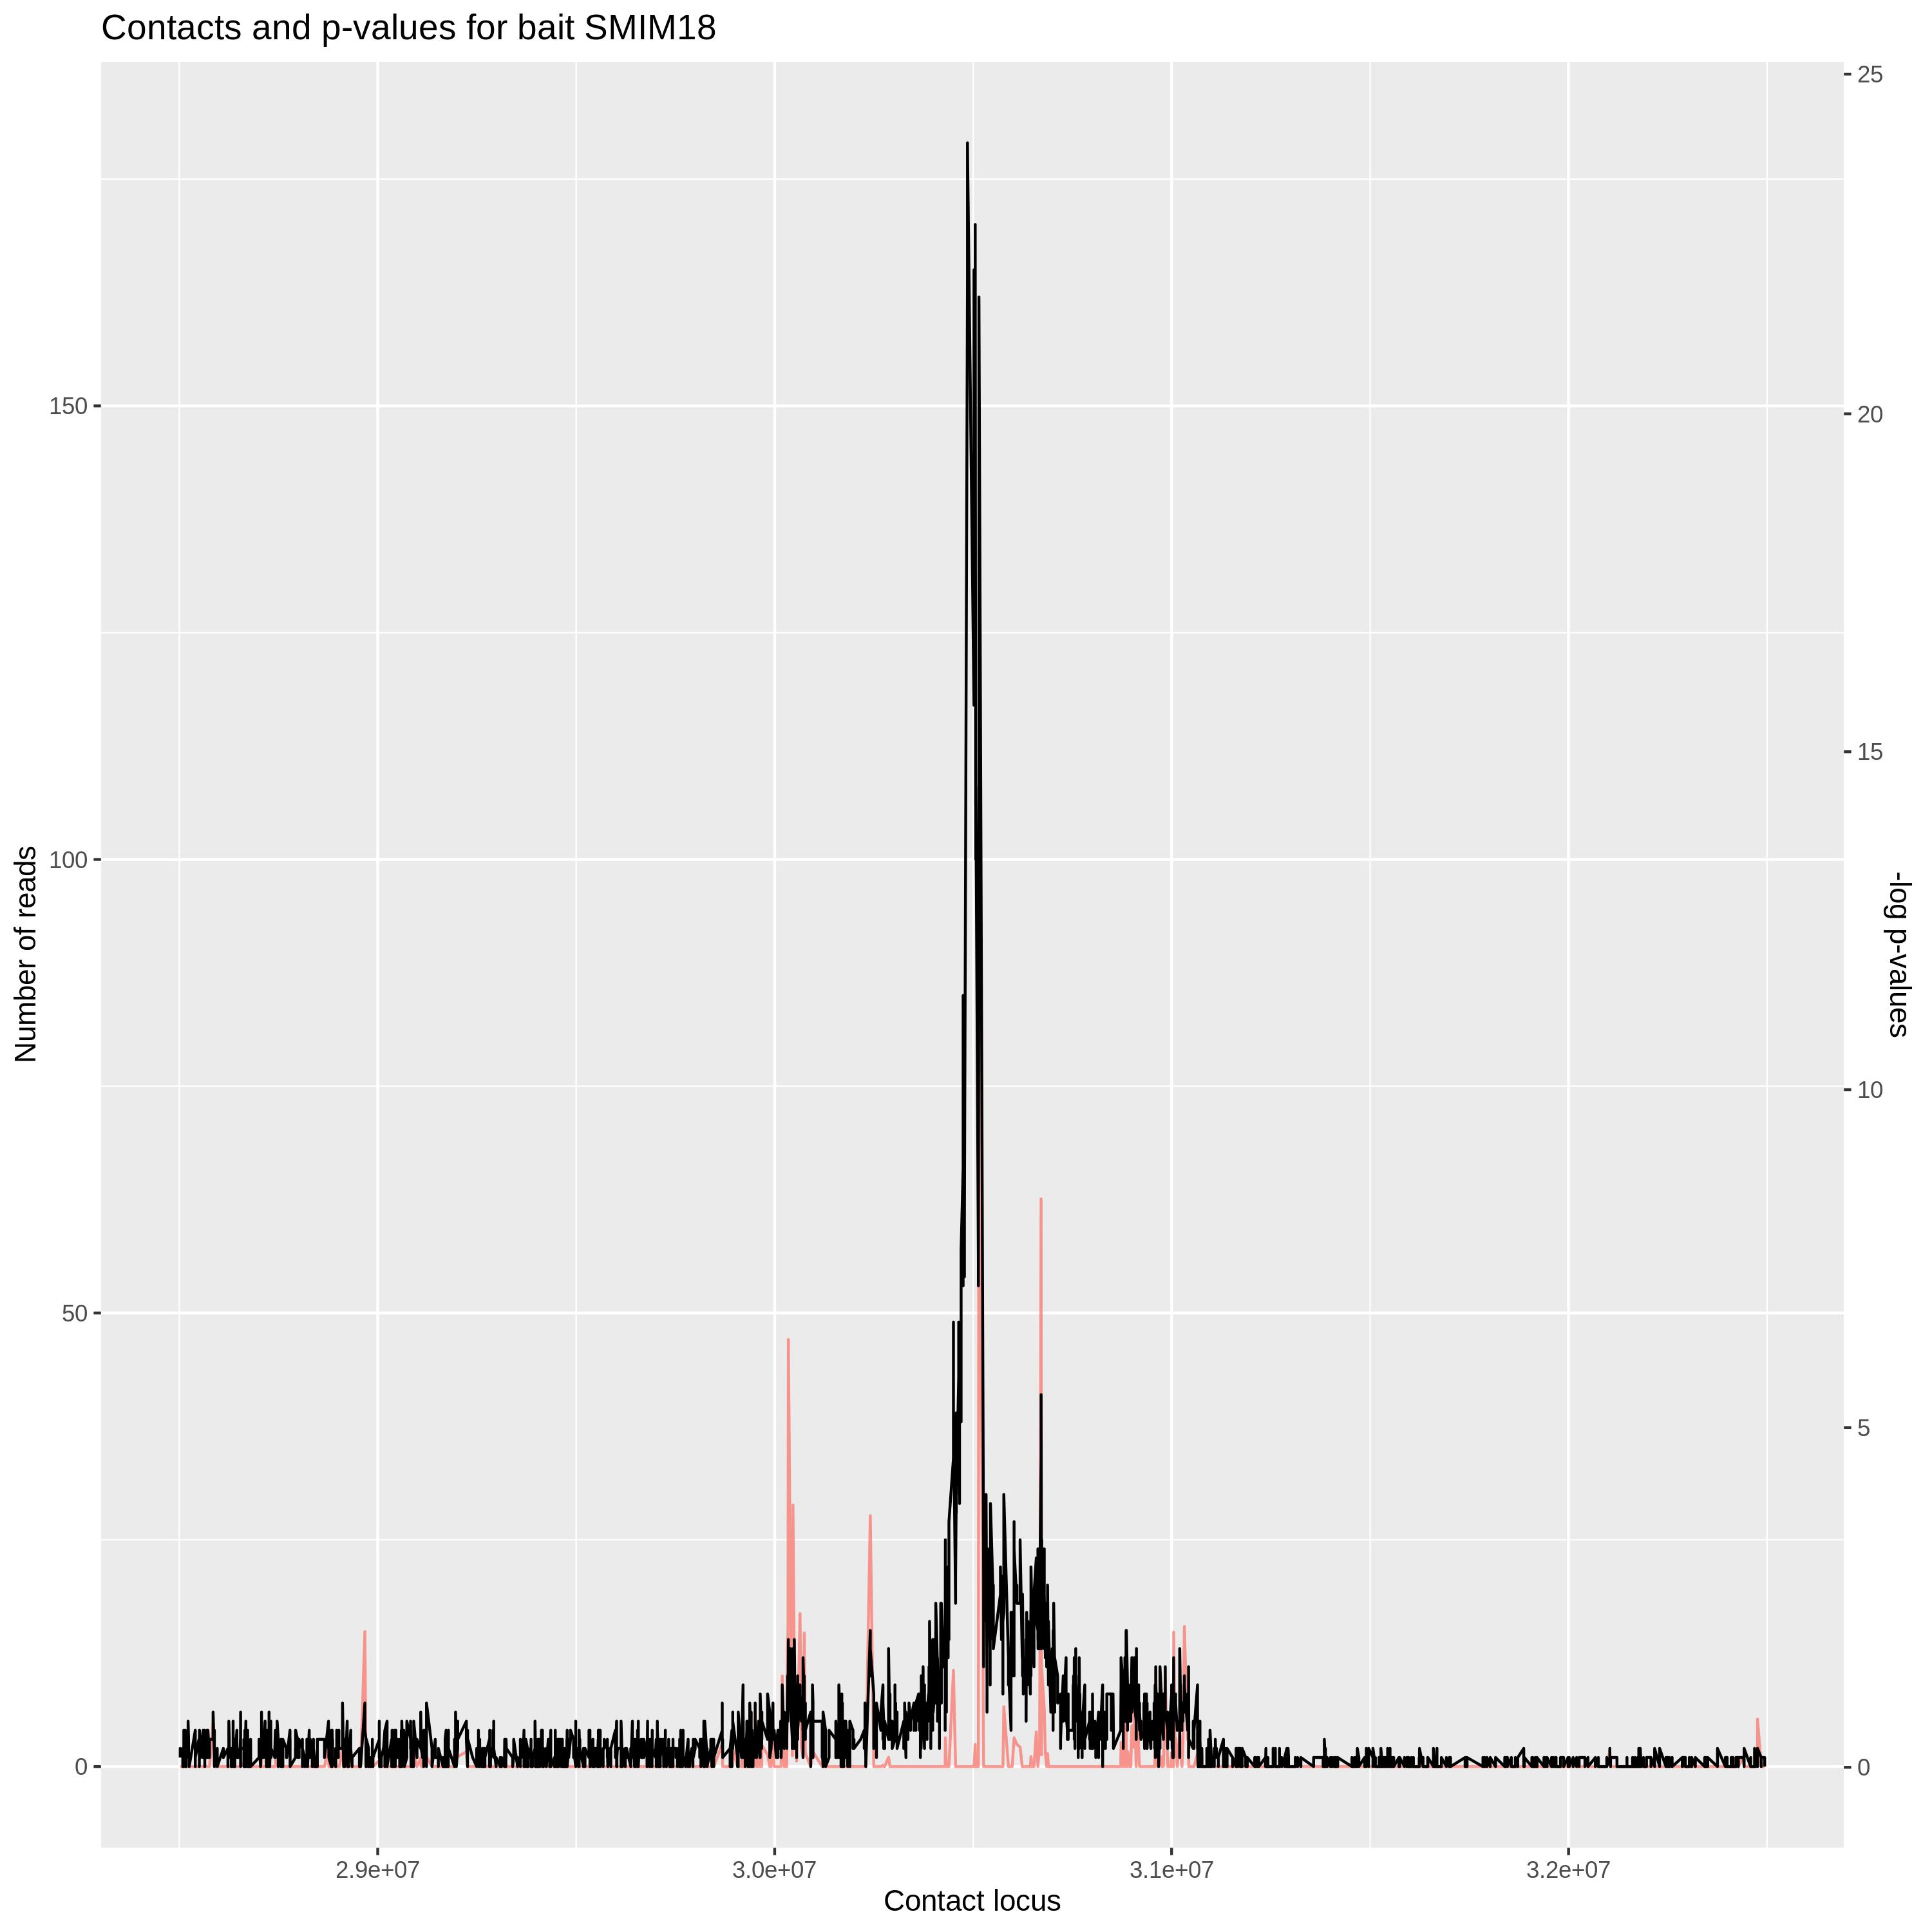 Contacts and p-values for bait SMIM18
Number of reads
150
100
50
0
25
20
15
10
5
0
-log p-values
2.9e+07
3.0e+07
3.1e+07
3.2e+07
Contact locus